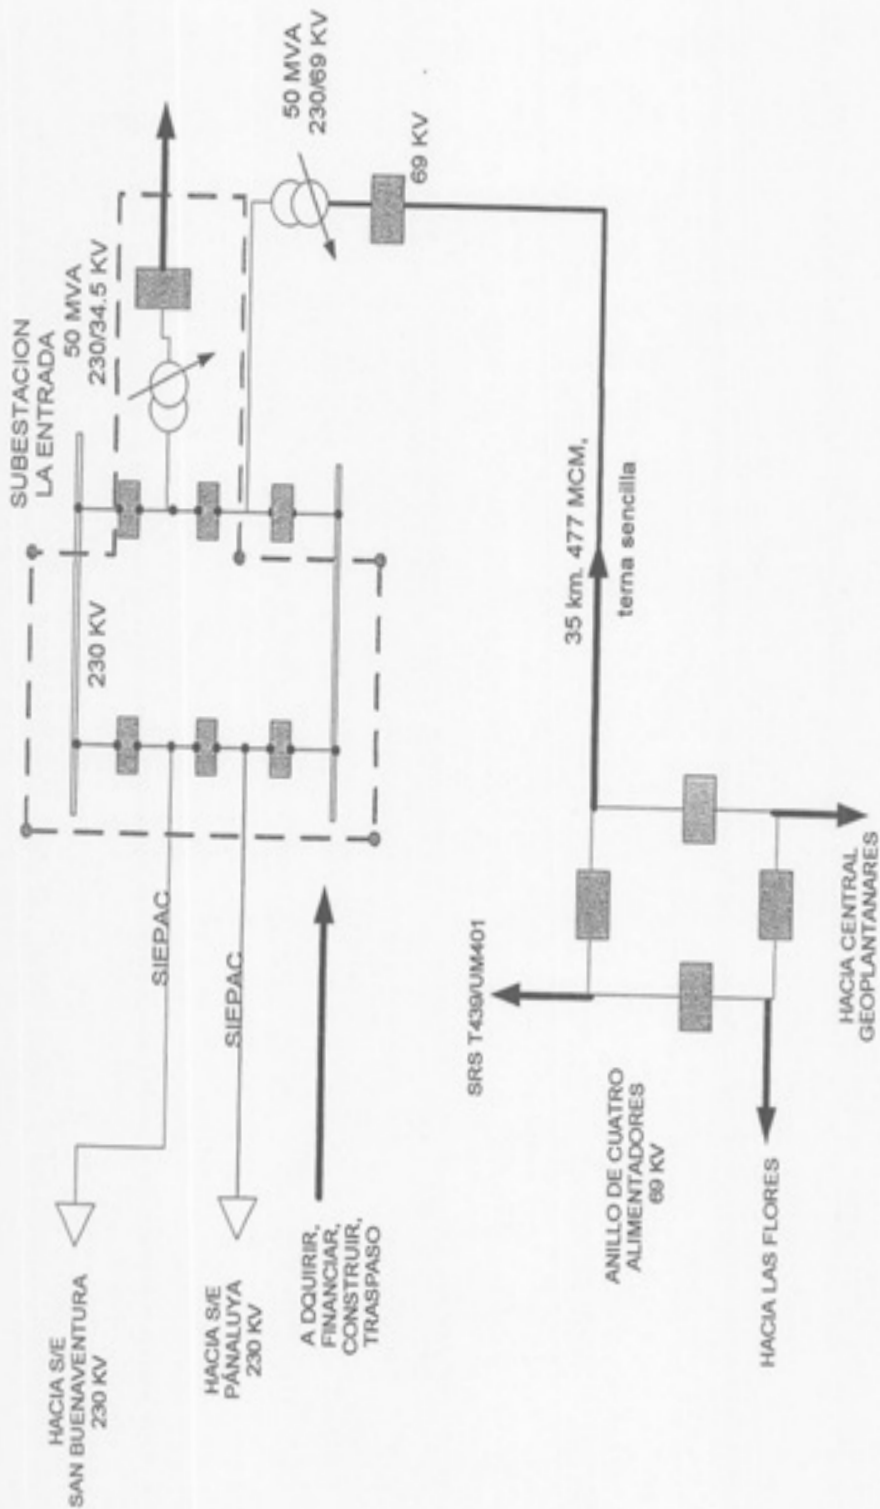 SUBESTACION
LA ENTRADA
50 MVA
230/34.5 KV
50 MVA
230/69 KV
69 KV
230 KV
SIEPAC
SIEPAC
HACIA S/E
SAN BUENAVENTURA
230 KV
HACIA S/E
PÁNALUYA
230 KV
A DQUIRIR,
FINANCIAR,
CONSTRUIR,
TRASPASO
35 km. 477 MCM,
terna sencilla
SRS T439/UM401
ANILLO DE CUATRO
ALIMENTADORES
69 KV
HACIA LAS FLORES
HACIA CENTRAL
GEOPLANTANARES